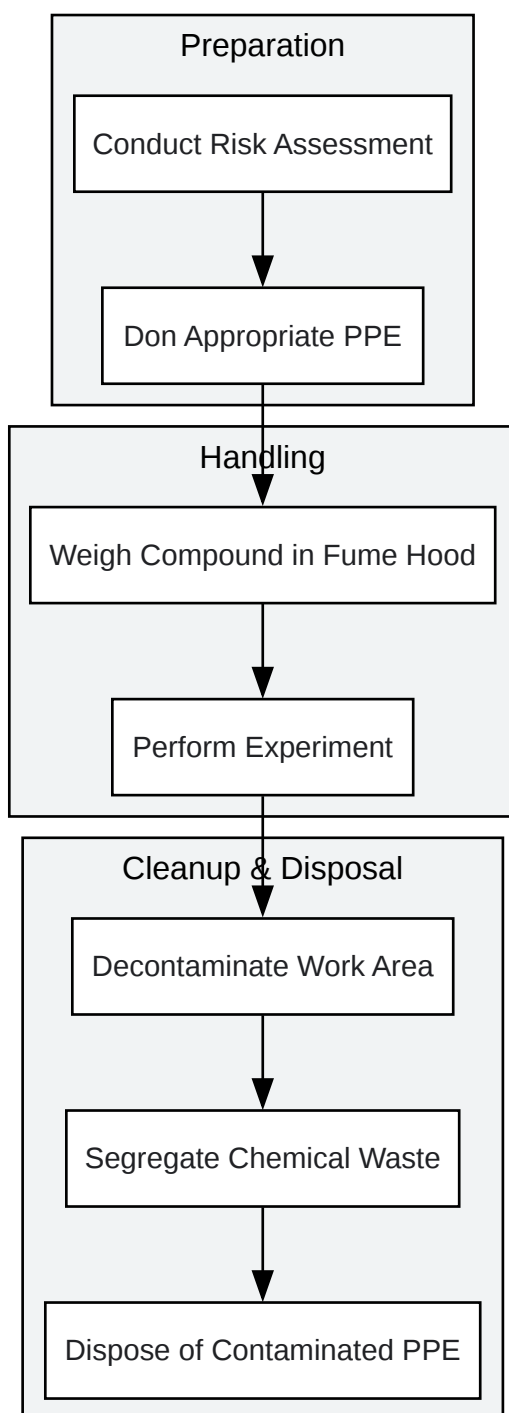 Preparation
Conduct Risk Assessment
Don Appropriate PPE
Handling
Weigh Compound in Fume Hood
Perform Experiment
Cleanup & Disposal
Decontaminate Work Area
Segregate Chemical Waste
Dispose of Contaminated PPE